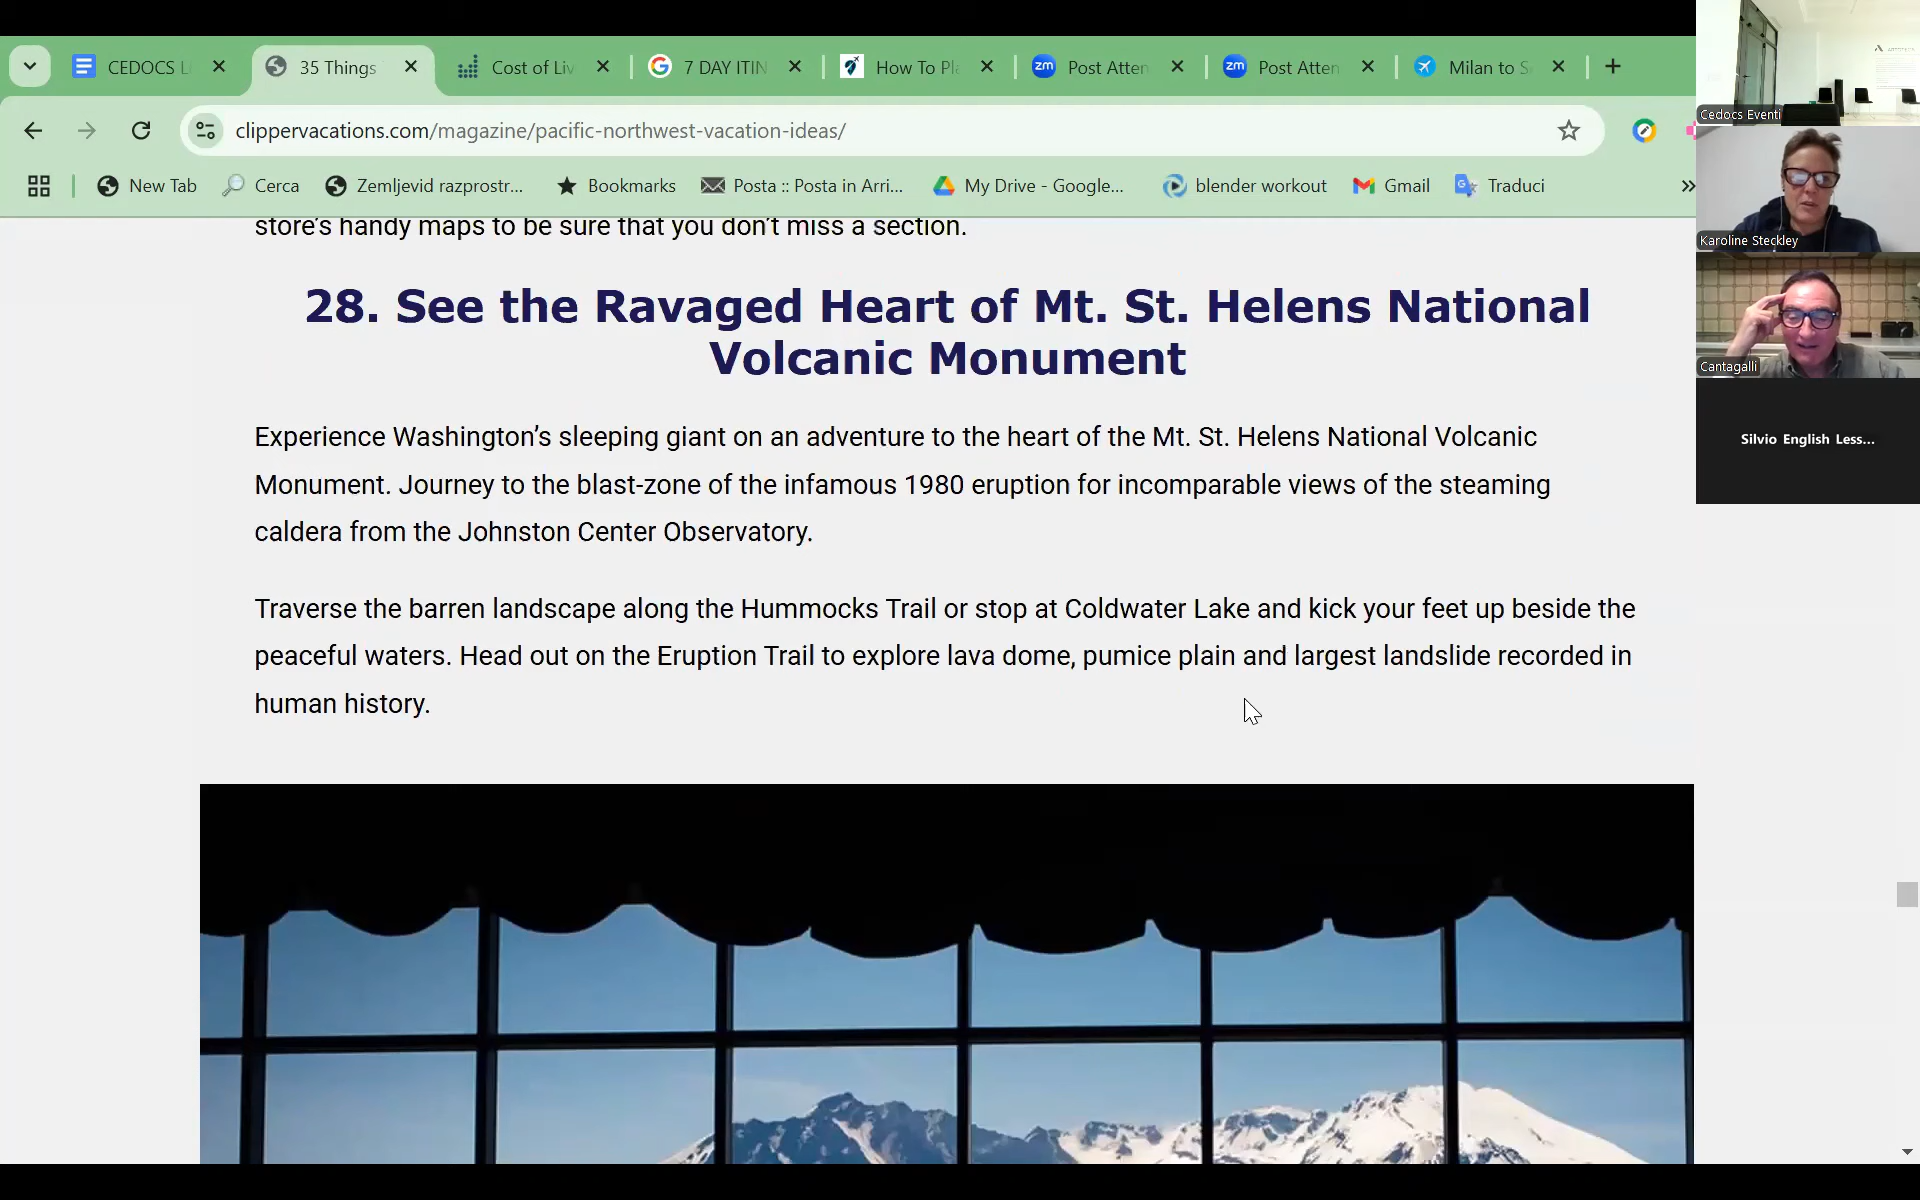 CEDOCS L
35 Things
Cost of Liv
7 DAY ITIN
How To Pla
zm
Post Atten
zm
Post Atten
Milan to S
clippervacations.com/magazine/pacific-northwest-vacation-ideas/
New Tab
Cerca
Zemljevid razprostr...
Bookmarks
Posta :: Posta in Arri...
My Drive - Google...
blender workout
Gmail
Traduci
store's handy maps to be sure that you don't miss a section.
28. See the Ravaged Heart of Mt. St. Helens National
Volcanic Monument
Experience Washington’s sleeping giant on an adventure to the heart of the Mt. St. Helens National Volcanic
Monument. Journey to the blast-zone of the infamous 1980 eruption for incomparable views of the steaming
caldera from the Johnston Center Observatory.
Traverse the barren landscape along the Hummocks Trail or stop at Coldwater Lake and kick your feet up beside the
peaceful waters. Head out on the Eruption Trail to explore lava dome, pumice plain and largest landslide recorded in
human history.
Cedocs Eventi
Karoline Steckley
Cantagalli
Silvio English Less...